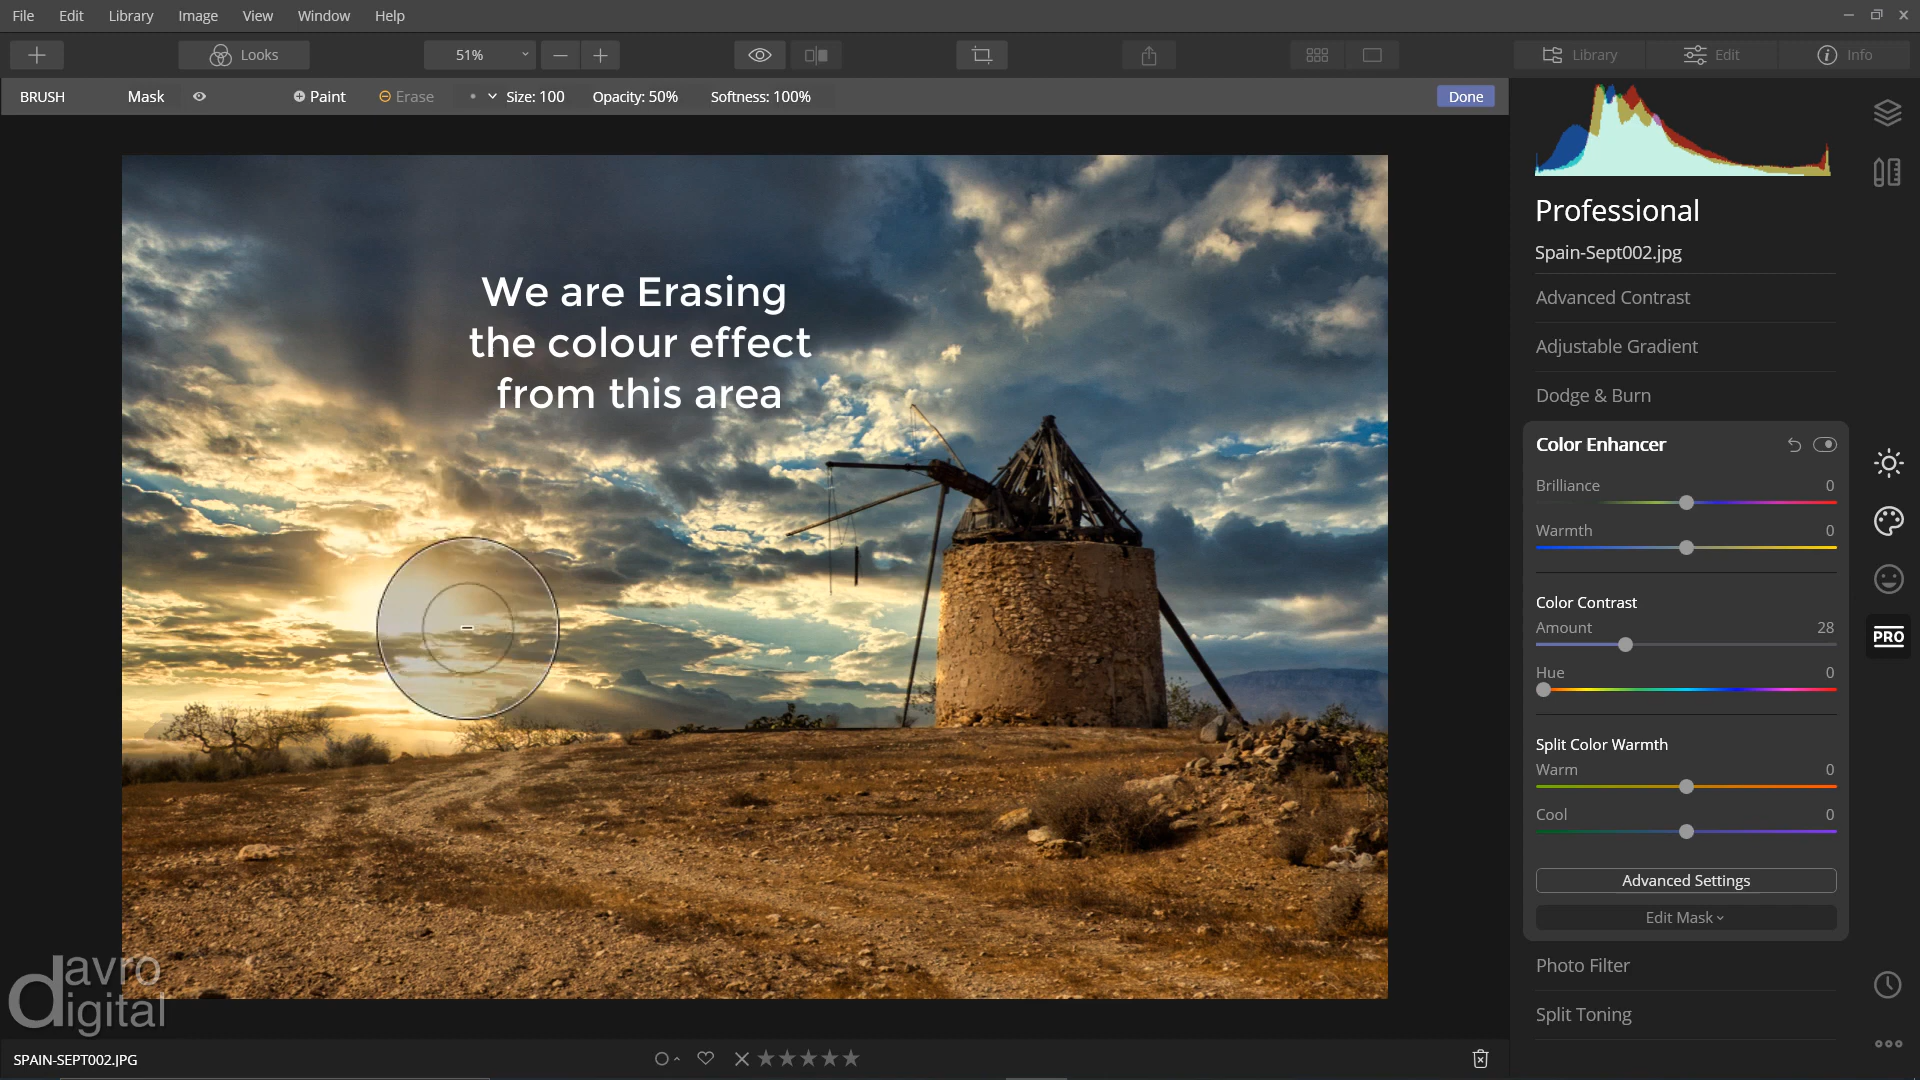 File Edit Library Image View Window Help
Looks 51% Library Edit Info
BRUSH Mask Paint Erase Size: 100 Opacity: 50% Softness: 100% Done
We are Erasing
the colour effect
from this area
Professional
Spain-Sept002.jpg
Advanced Contrast
Adjustable Gradient
Dodge & Burn
Color Enhancer
Brilliance 0
Warmth 0
Color Contrast
Amount 28
Hue 0
PRO
Split Color Warmth
Warm 0
Cool 0
Advanced Settings
Edit Mask
Photo Filter
Split Toning
davro
digital
SPAIN-SEPT002.JPG